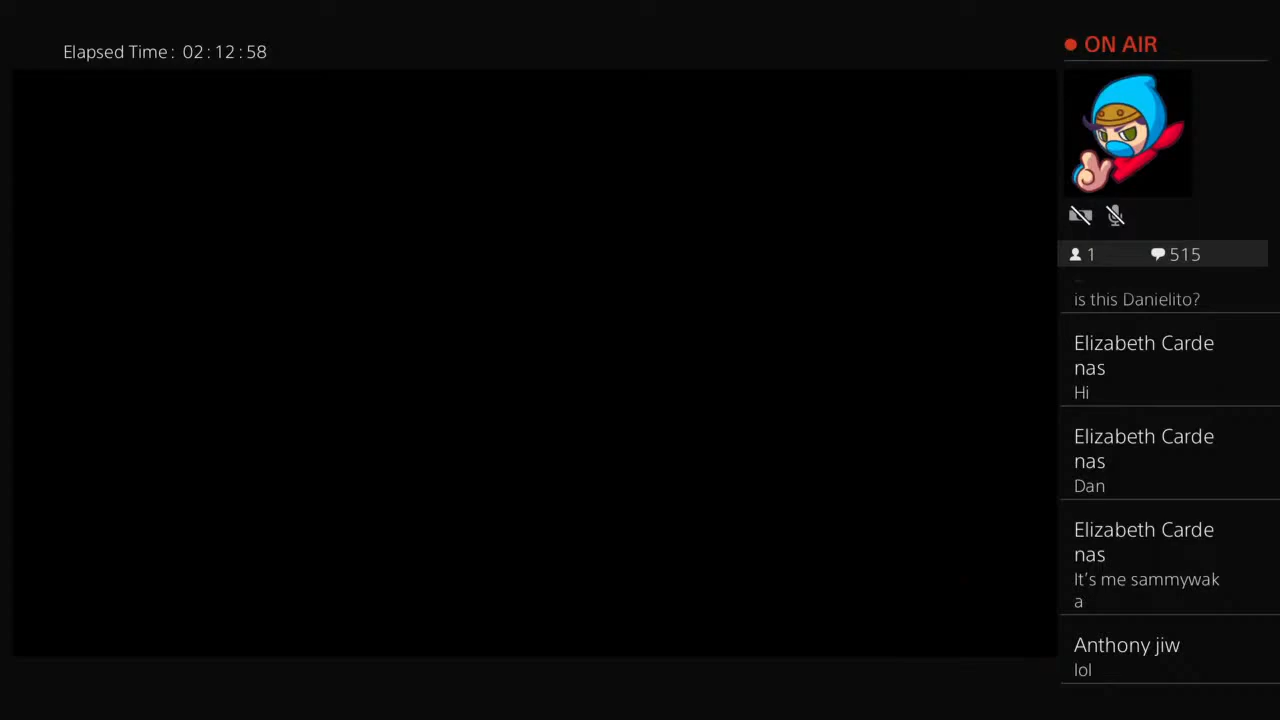 Elapsed Time: 02:12:58
ON AIR
1 515
is this Danielito?
Elizabeth Carde
nas
Hi
Elizabeth Carde
nas
Dan
Elizabeth Carde
nas
It's me sammywak
a
Anthony jiw
lol